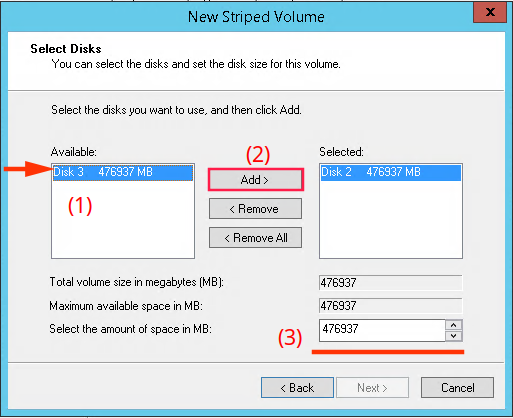 New Striped Volume
x
Select Disks
You can select the disks and set the disk size for this volume.
Select the disks you want to use, and then click Add.
Available:
Disk 3 476937 MB
(1)
(2)
Add >
< Remove
< Remove All
Selected:
Disk 2 476937 MB
Total volume size in megabytes (MB): 476937
Maximum available space in MB: 476937
Select the amount of space in MB: 476937
(3)
< Back Next > Cancel